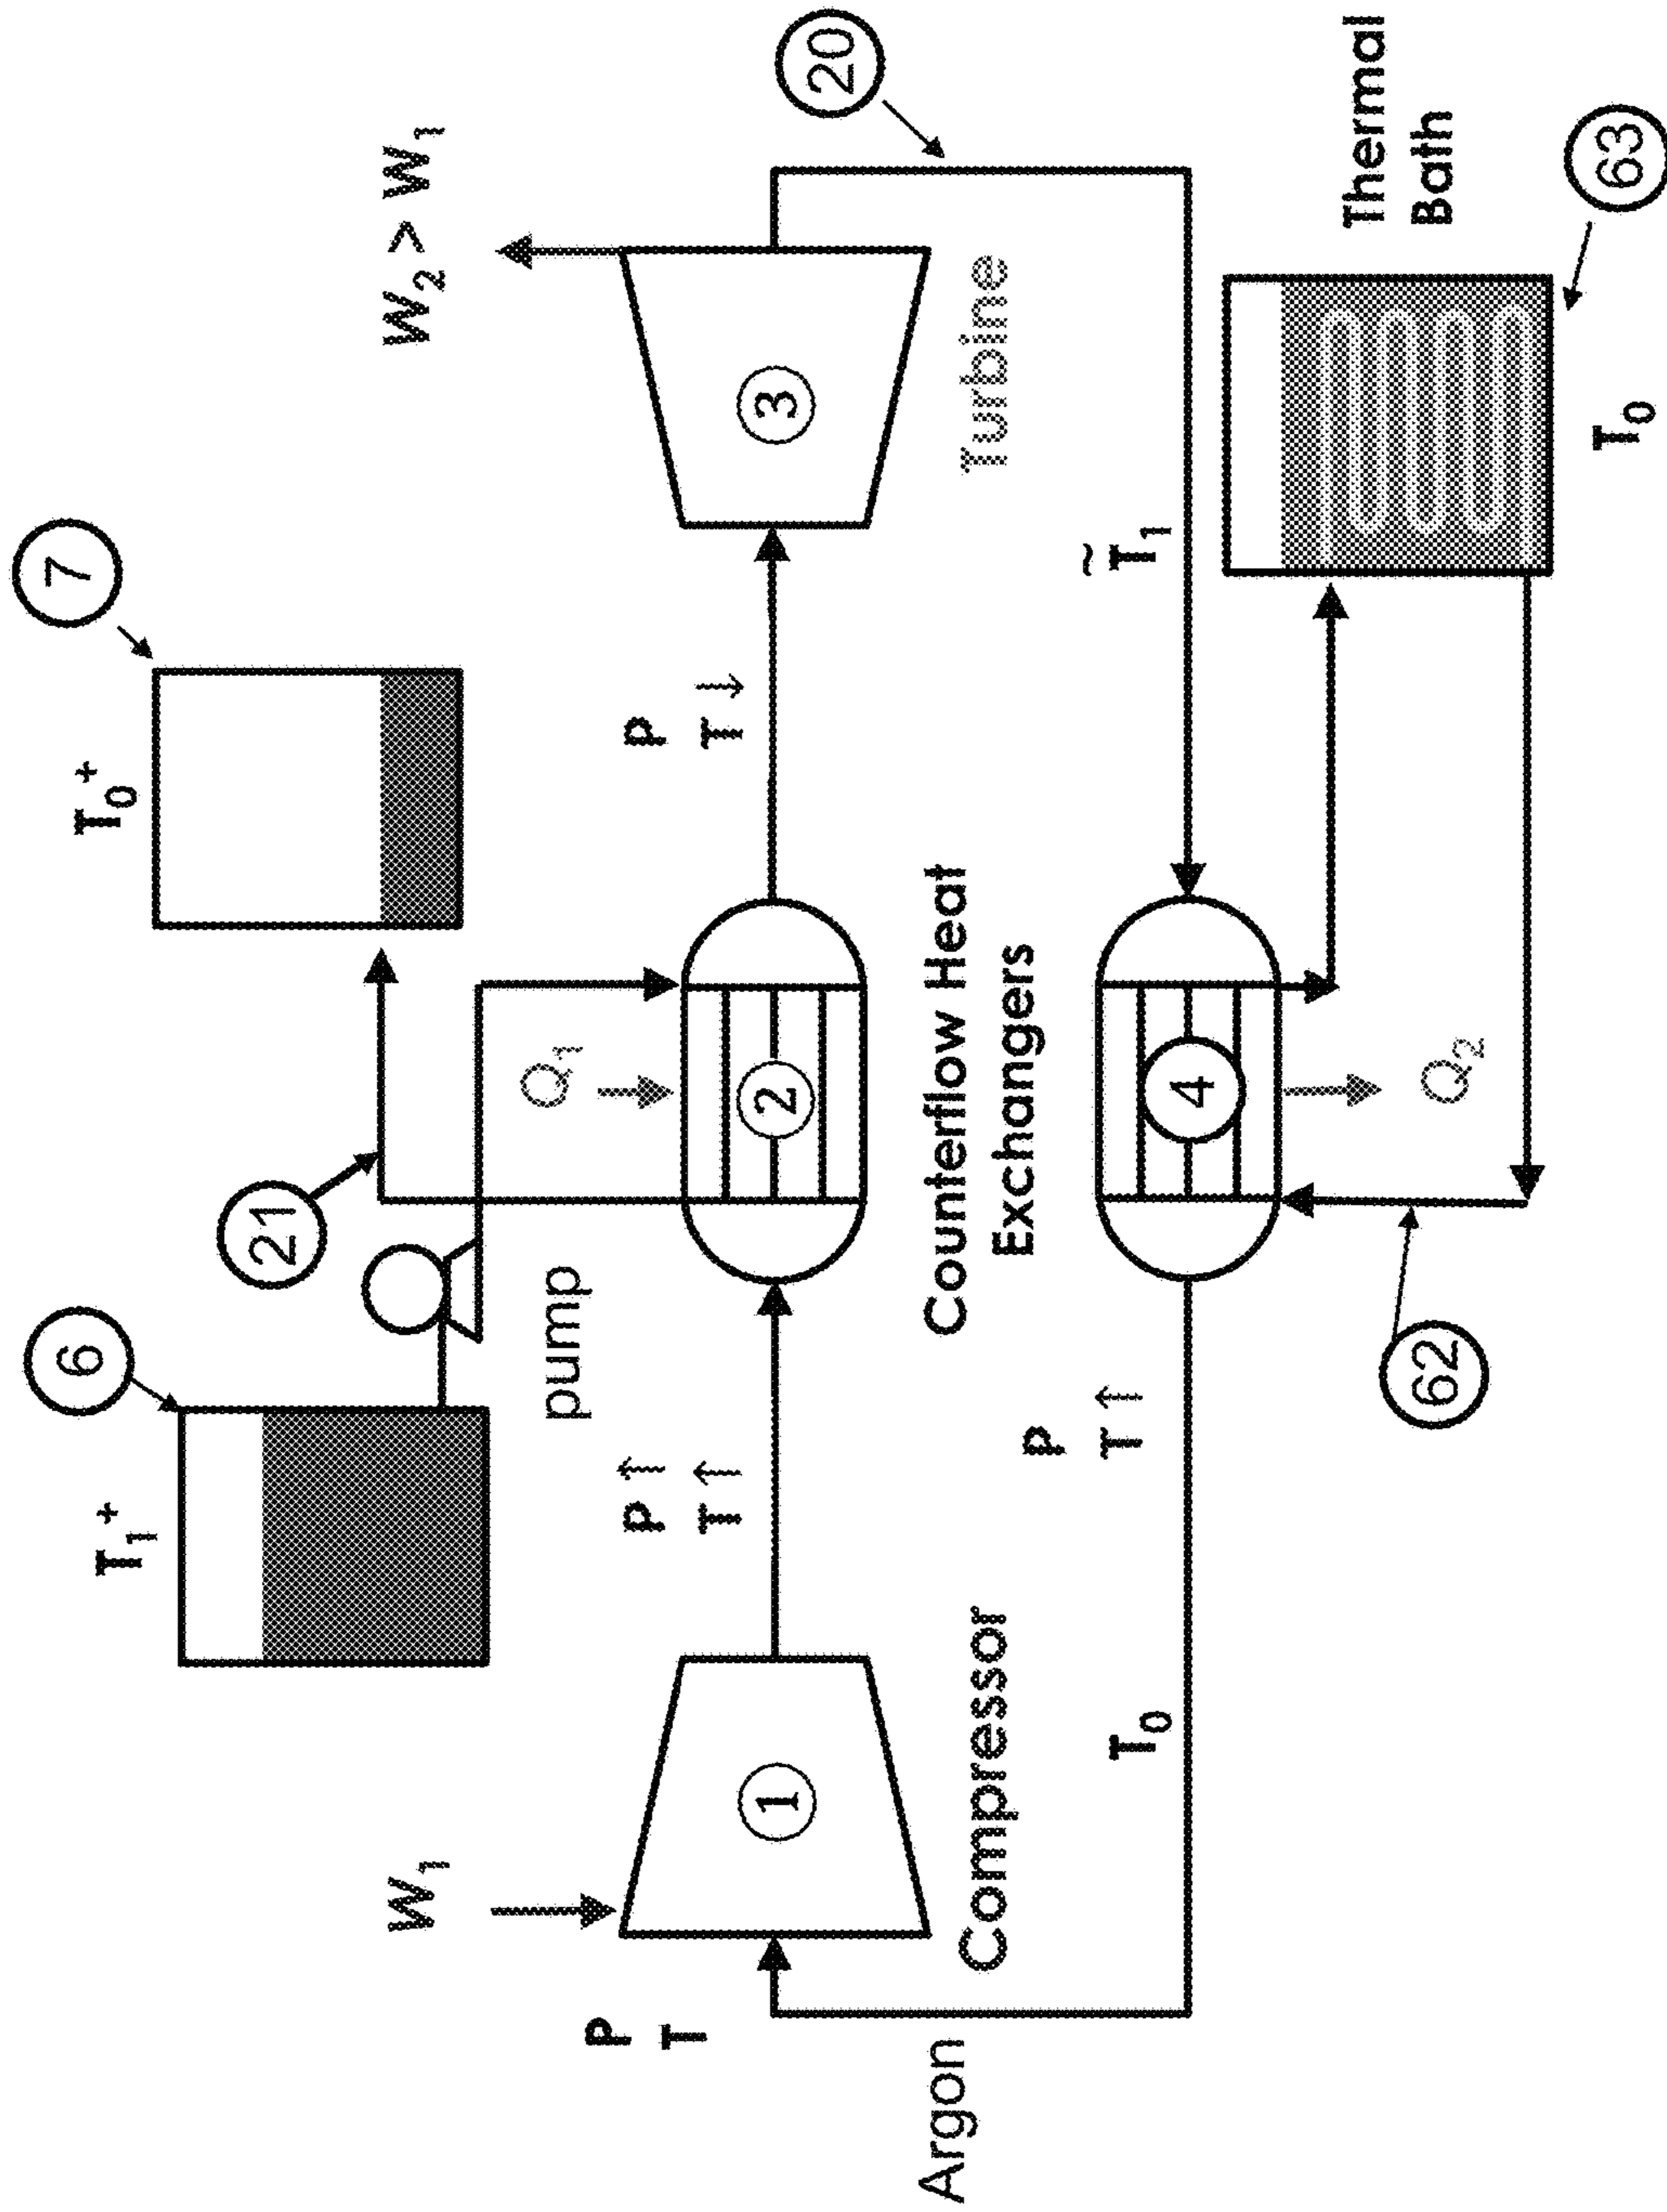 6
T₁⁺
21
7
T₀⁺
pump
Q₁
W₁
W₂ > W₁
P
T
P↑
T↑
P
T↓
1
2
3
20
Compressor
Turbine
Argon
Counterflow Heat
Exchangers
T₀
P
T↑
4
T̃₁
62
Q₂
Thermal
Bath
T₀
63